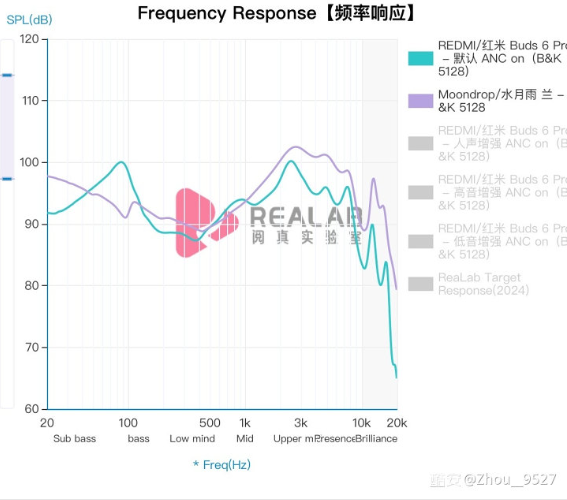 Frequency Response【频率响应】
SPL(dB)
120
110
100
90
80
70
60
20
100
500
1k
3k
10k
20k
Sub bass
bass
Low mind
Mid
Upper m
Presence
Brilliance
* Freq(Hz)
REDMI/红米 Buds 6 Pro
- 默认 ANC on（B&K
5128）
Moondrop/水月雨 兰 -
&K 5128
REDMI/红米 Buds 6 Pr
- 人声增强 ANC on（B
&K 5128）
REDMI/红米 Buds 6 Pr
- 高音增强 ANC on（B
&K 5128）
REDMI/红米 Buds 6 Pr
- 低音增强 ANC on（B
&K 5128）
ReaLab Target
Response(2024)
REALAB
阅真实验室
酷安@Zhou__9527